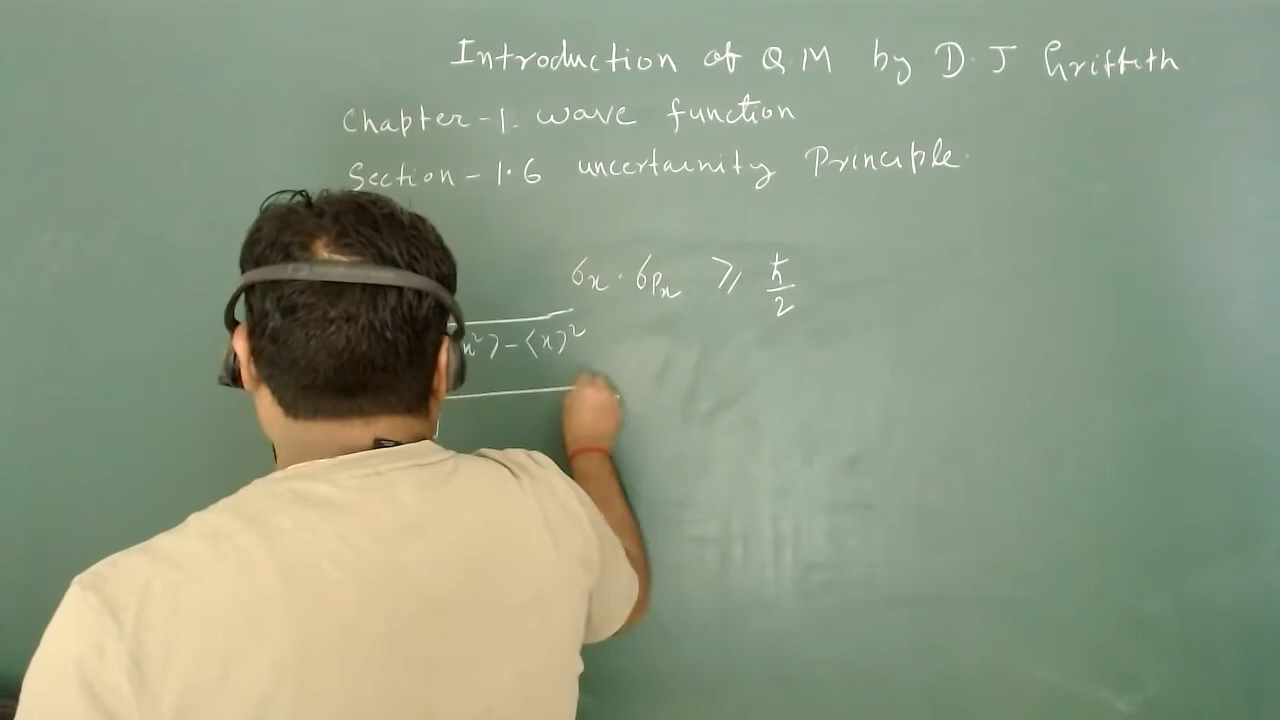 Introduction of Q.M by D.J Griffith
Chapter-1. wave function
Section-1.6 uncertainity Principle.
σx · σpx ≥ ħ/2
x²⟩-⟨x⟩²